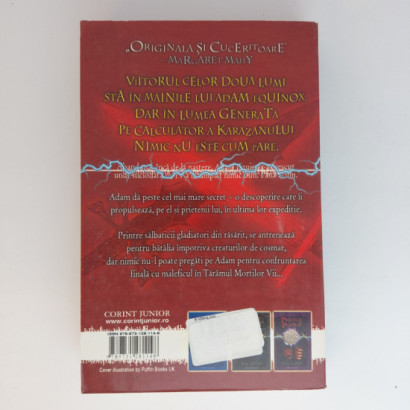 „ORIGINALĂ ȘI CUCERITOARE"
MARGARET MAHY
VIITORUL CELOR DOUĂ LUMI
STĂ ÎN MÂINILE LUI ADAM EQUINOX.
DAR ÎN LUMEA GENERATĂ
PE CALCULATOR A KARAZANULUI
NIMIC NU ESTE CUM PARE.
Adam dă peste cel mai mare secret – o descoperire care îi
propulsează, pe el și prietenii lui, în ultima lor expediție.
Printre sălbaticii gladiatori din răsărit, se antrenează
pentru bătălia împotriva creaturilor de coșmar,
dar nimic nu-l poate pregăti pe Adam pentru confruntarea
finală cu maleficul în Tărâmul Morților Vii...
CORINT JUNIOR
www.corintjunior.ro
Cover illustration by Puffin Books UK